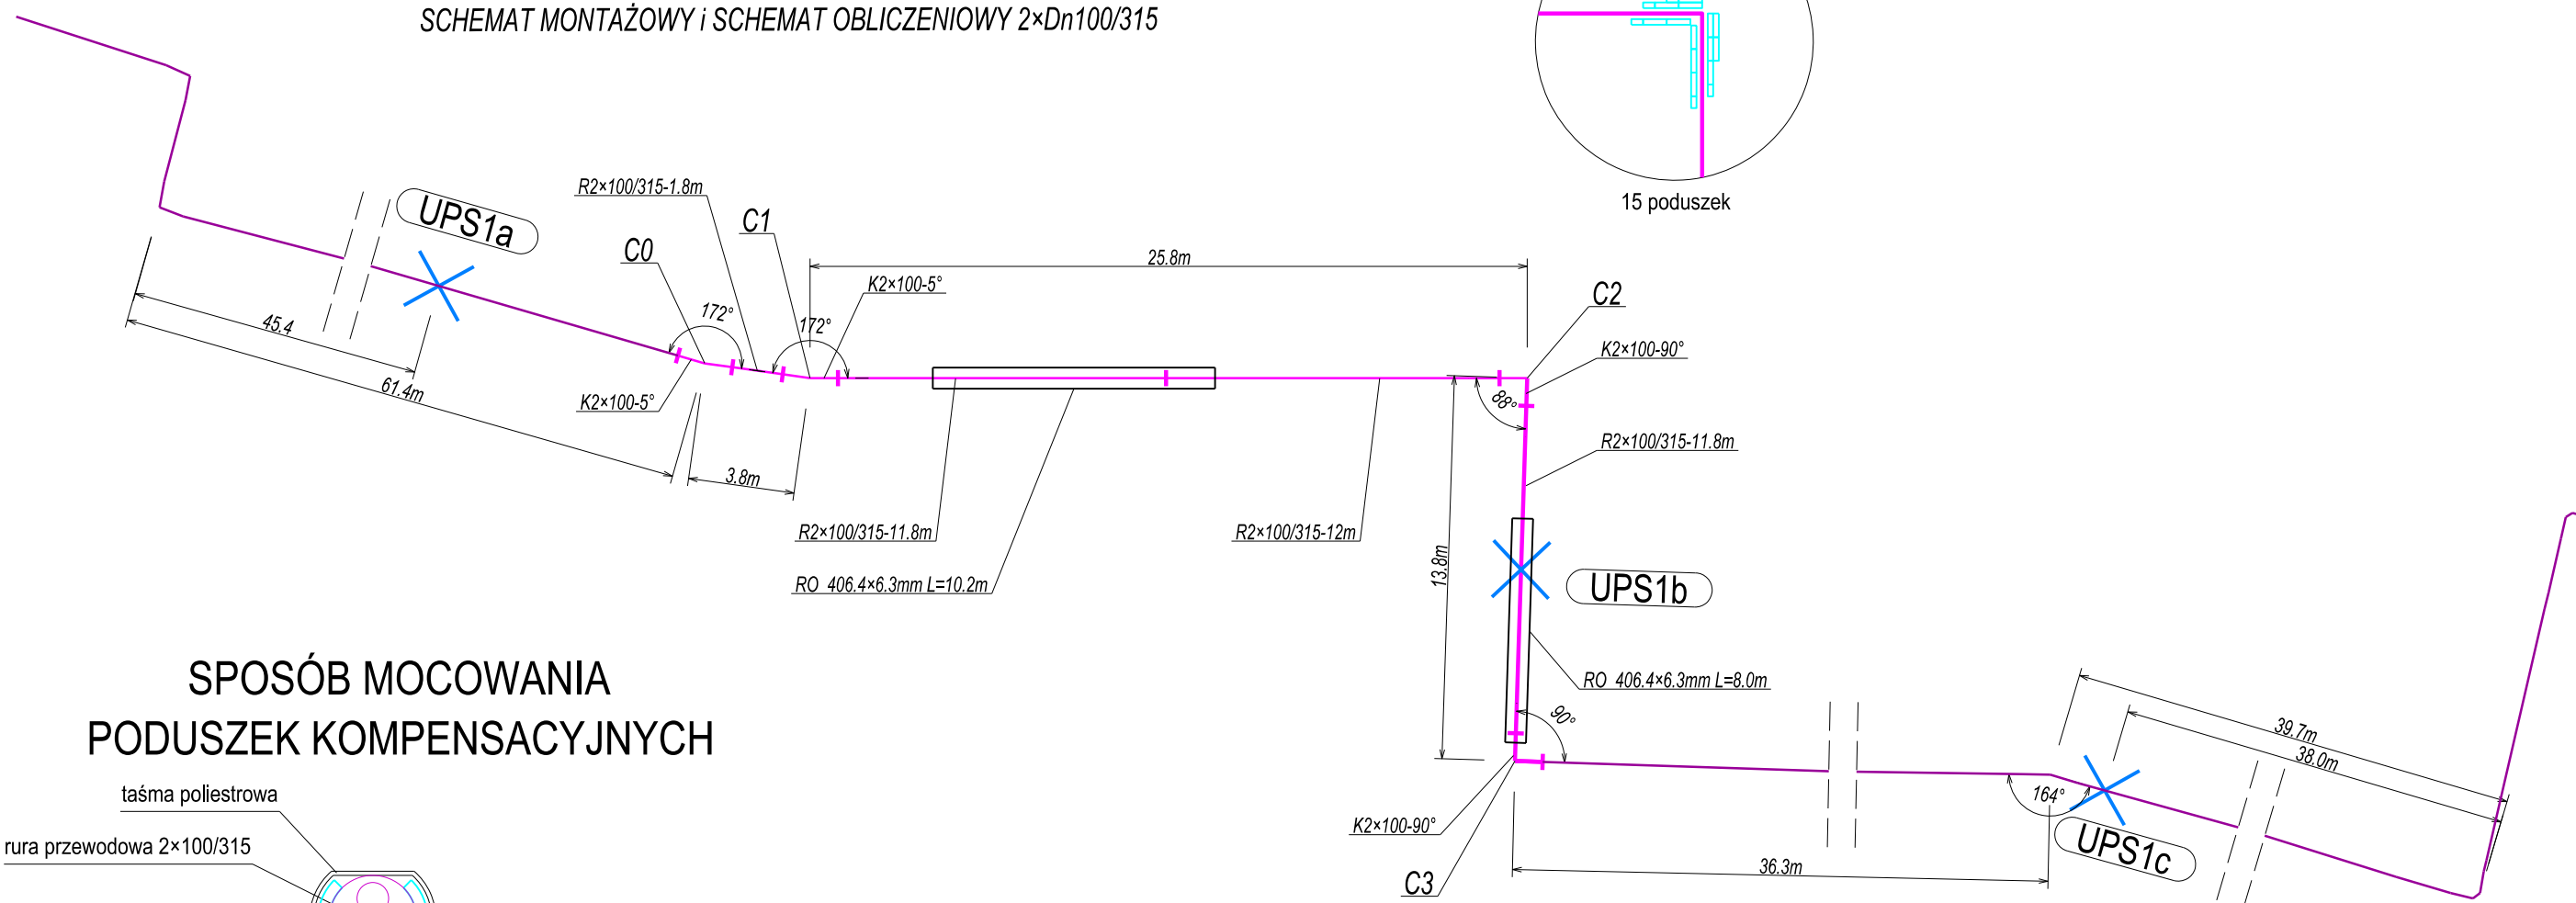 SCHEMAT MONTAŻOWY i SCHEMAT OBLICZENIOWY 2×Dn100/315
15 poduszek
UPS1a
R2×100/315-1.8m
C0
C1
25.8m
K2×100-5°
C2
172°
172°
45.4
61.4m
K2×100-5°
K2×100-90°
88°
R2×100/315-11.8m
3.8m
R2×100/315-11.8m
R2×100/315-12m
RO 406.4×6.3mm L=10.2m
13.8m
UPS1b
RO 406.4×6.3mm L=8.0m
90°
39.7m
38.0m
164°
UPS1c
K2×100-90°
36.3m
C3
SPOSÓB MOCOWANIA
PODUSZEK KOMPENSACYJNYCH
taśma poliestrowa
rura przewodowa 2×100/315